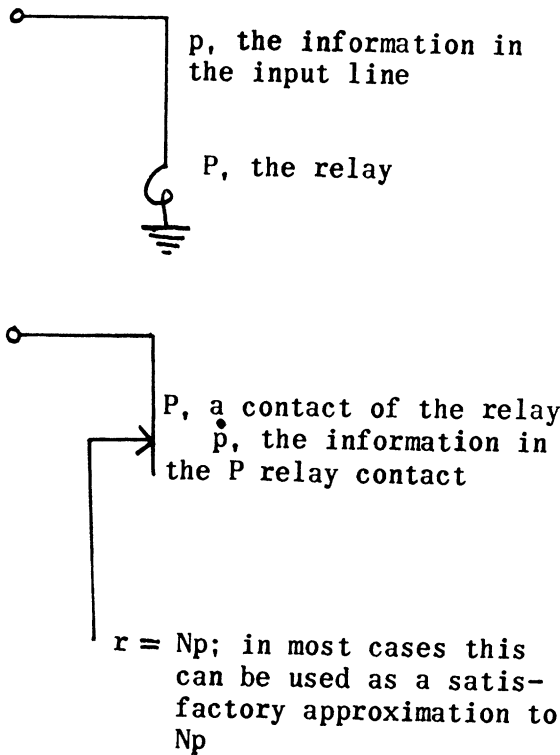 p, the information in
the input line
P, the relay
P, a contact of the relay
ṗ, the information in
the P relay contact
r = Np; in most cases this
can be used as a satis-
factory approximation to
Np